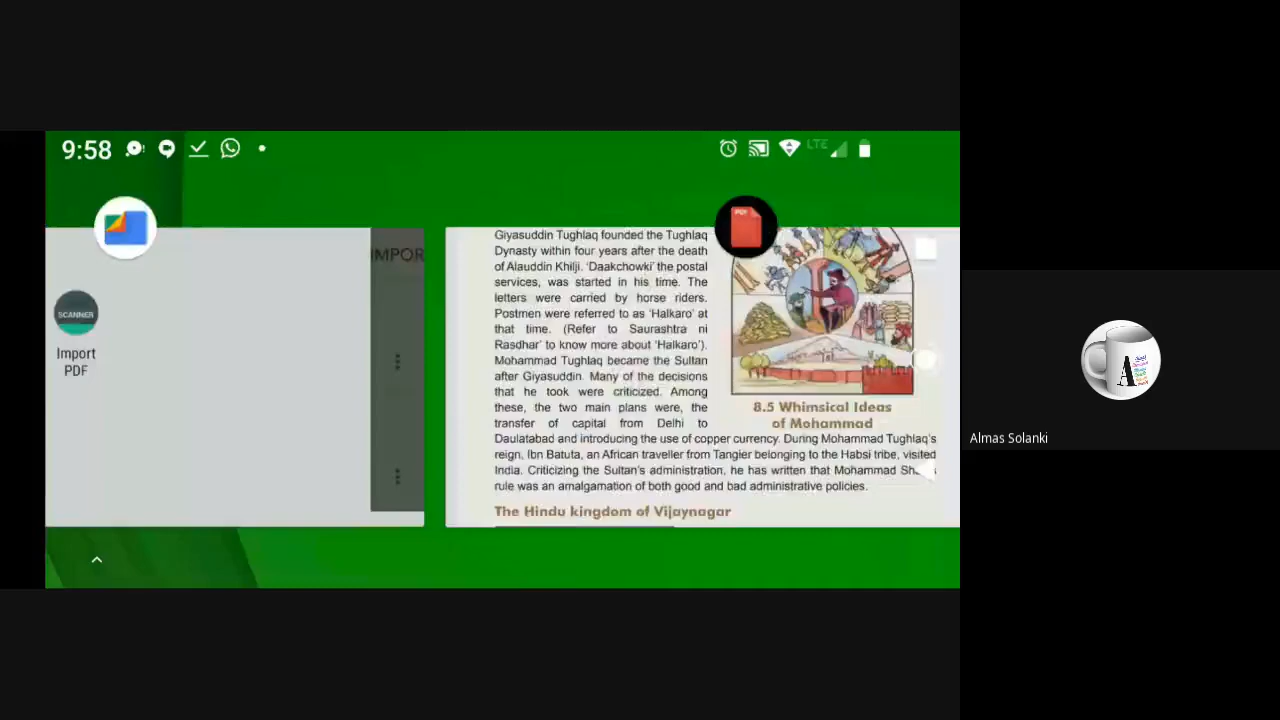 9:58
LTE
IMPOR
SCANNER
Import
PDF
PDF
Giyasuddin Tughlaq founded the Tughlaq
Dynasty within four years after the death
of Alauddin Khilji. ‘Daakchowki’ the postal
services, was started in his time. The
letters were carried by horse riders.
Postmen were referred to as ‘Halkaro’ at
that time. (Refer to Saurashtra ni
Rasdhar’ to know more about ‘Halkaro’).
Mohammad Tughlaq became the Sultan
after Giyasuddin. Many of the decisions
that he took were criticized. Among
these, the two main plans were, the
transfer of capital from Delhi to
Daulatabad and introducing the use of copper currency. During Mohammad Tughlaq’s
reign, Ibn Batuta, an African traveller from Tangier belonging to the Habsi tribe, visited
India. Criticizing the Sultan’s administration, he has written that Mohammad
rule was an amalgamation of both good and bad administrative policies.
8.5 Whimsical Ideas
of Mohammad
The Hindu kingdom of Vijaynagar
A
Almas Solanki